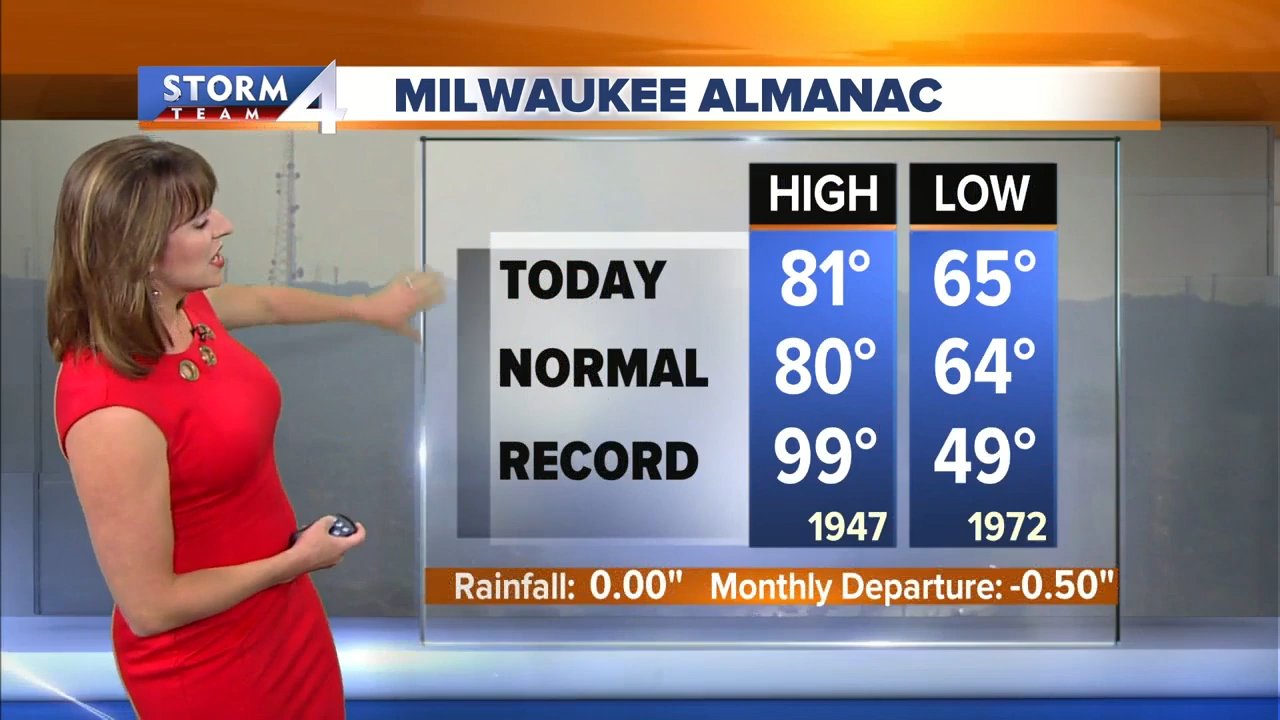 STORM
TEAM
4
MILWAUKEE ALMANAC
HIGH LOW
TODAY 81° 65°
NORMAL 80° 64°
RECORD 99° 49°
1947 1972
Rainfall: 0.00" Monthly Departure: -0.50"